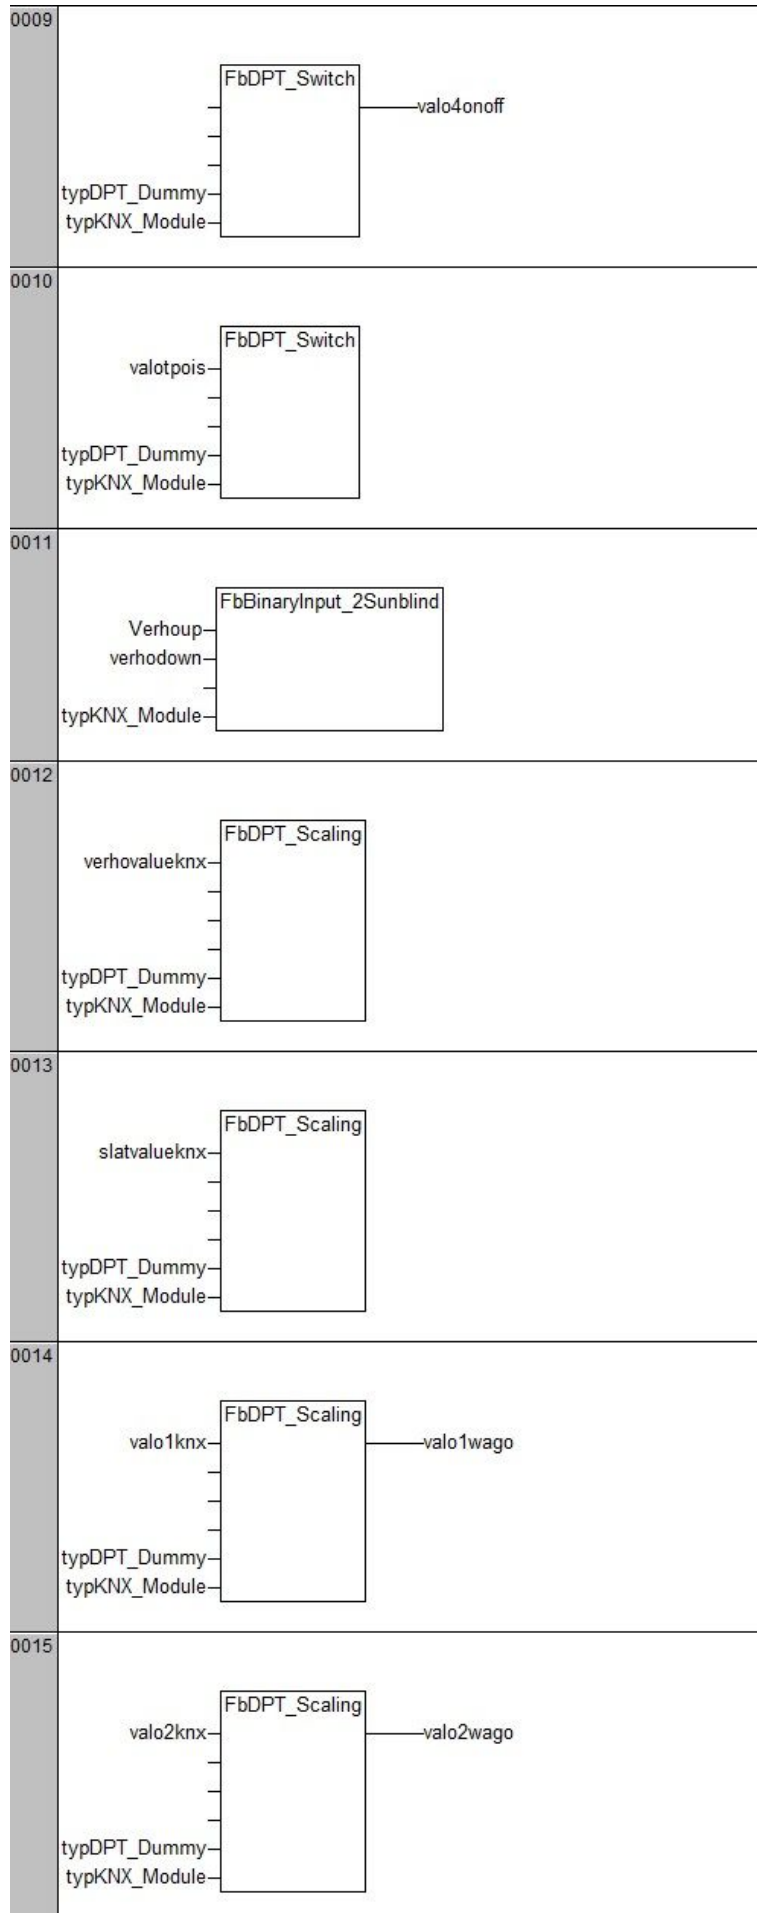 0009
FbDPT_Switch
valo4onoff
typDPT_Dummy
typKNX_Module
0010
FbDPT_Switch
valotpois
typDPT_Dummy
typKNX_Module
0011
FbBinaryInput_2Sunblind
Verhoup
verhodown
typKNX_Module
0012
FbDPT_Scaling
verhovalueknx
typDPT_Dummy
typKNX_Module
0013
FbDPT_Scaling
slatvalueknx
typDPT_Dummy
typKNX_Module
0014
FbDPT_Scaling
valo1knx valo1wago
typDPT_Dummy
typKNX_Module
0015
FbDPT_Scaling
valo2knx valo2wago
typDPT_Dummy
typKNX_Module